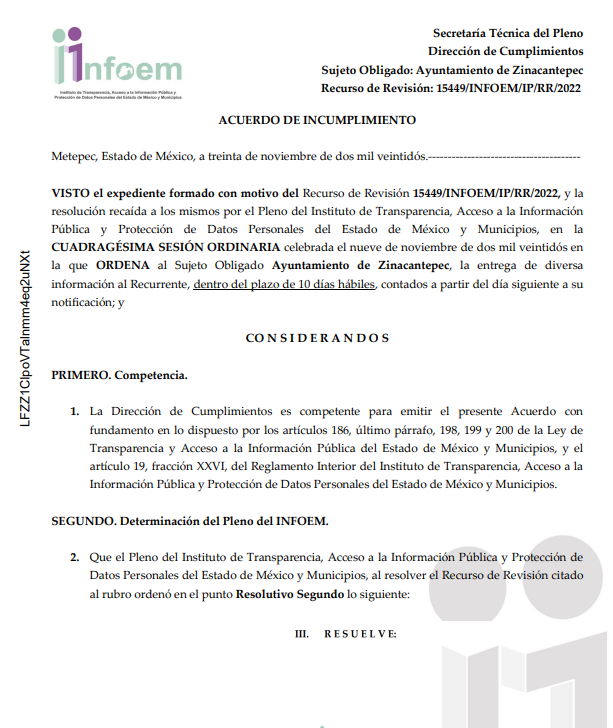 infoem
Instituto de Transparencia, Acceso a la Información Pública y
Protección de Datos Personales del Estado de México y Municipios
Secretaría Técnica del Pleno
Dirección de Cumplimientos
Sujeto Obligado: Ayuntamiento de Zinacantepec
Recurso de Revisión: 15449/INFOEM/IP/RR/2022
ACUERDO DE INCUMPLIMIENTO
Metepec, Estado de México, a treinta de noviembre de dos mil veintidós.---------------------------------------
VISTO el expediente formado con motivo del Recurso de Revisión 15449/INFOEM/IP/RR/2022, y la
resolución recaída a los mismos por el Pleno del Instituto de Transparencia, Acceso a la Información
Pública y Protección de Datos Personales del Estado de México y Municipios, en la
CUADRAGÉSIMA SESIÓN ORDINARIA celebrada el nueve de noviembre de dos mil veintidós en
la que ORDENA al Sujeto Obligado Ayuntamiento de Zinacantepec, la entrega de diversa
información al Recurrente, dentro del plazo de 10 días hábiles, contados a partir del día siguiente a su
notificación; y
C O N S I D E R A N D O S
PRIMERO. Competencia.
1. La Dirección de Cumplimientos es competente para emitir el presente Acuerdo con
fundamento en lo dispuesto por los artículos 186, último párrafo, 198, 199 y 200 de la Ley de
Transparencia y Acceso a la Información Pública del Estado de México y Municipios, y el
artículo 19, fracción XXVI, del Reglamento Interior del Instituto de Transparencia, Acceso a la
Información Pública y Protección de Datos Personales del Estado de México y Municipios.
SEGUNDO. Determinación del Pleno del INFOEM.
2. Que el Pleno del Instituto de Transparencia, Acceso a la Información Pública y Protección de
Datos Personales del Estado de México y Municipios, al resolver el Recurso de Revisión citado
al rubro ordenó en el punto Resolutivo Segundo lo siguiente:
III. R E S U E L V E: